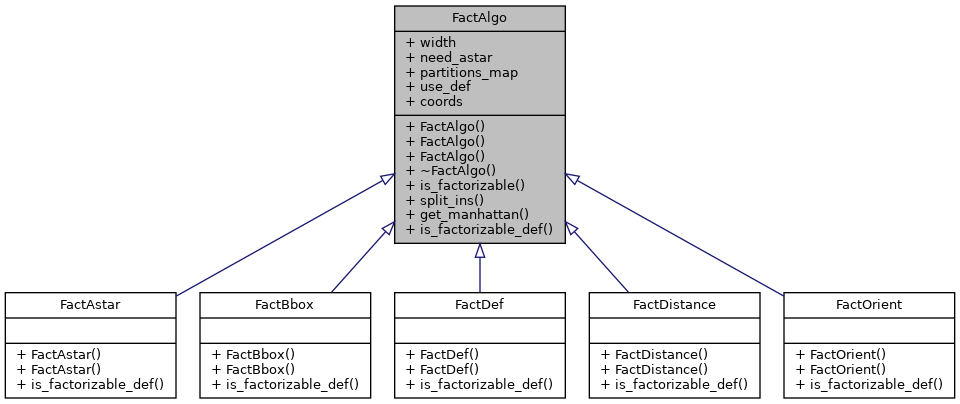 FactAlgo
+ width
+ need_astar
+ partitions_map
+ use_def
+ coords
+ FactAlgo()
+ FactAlgo()
+ FactAlgo()
+ ~FactAlgo()
+ is_factorizable()
+ split_ins()
+ get_manhattan()
+ is_factorizable_def()
FactAstar
+ FactAstar()
+ FactAstar()
+ is_factorizable_def()
FactBbox
+ FactBbox()
+ FactBbox()
+ is_factorizable_def()
FactDef
+ FactDef()
+ FactDef()
+ is_factorizable_def()
FactDistance
+ FactDistance()
+ FactDistance()
+ is_factorizable_def()
FactOrient
+ FactOrient()
+ FactOrient()
+ is_factorizable_def()